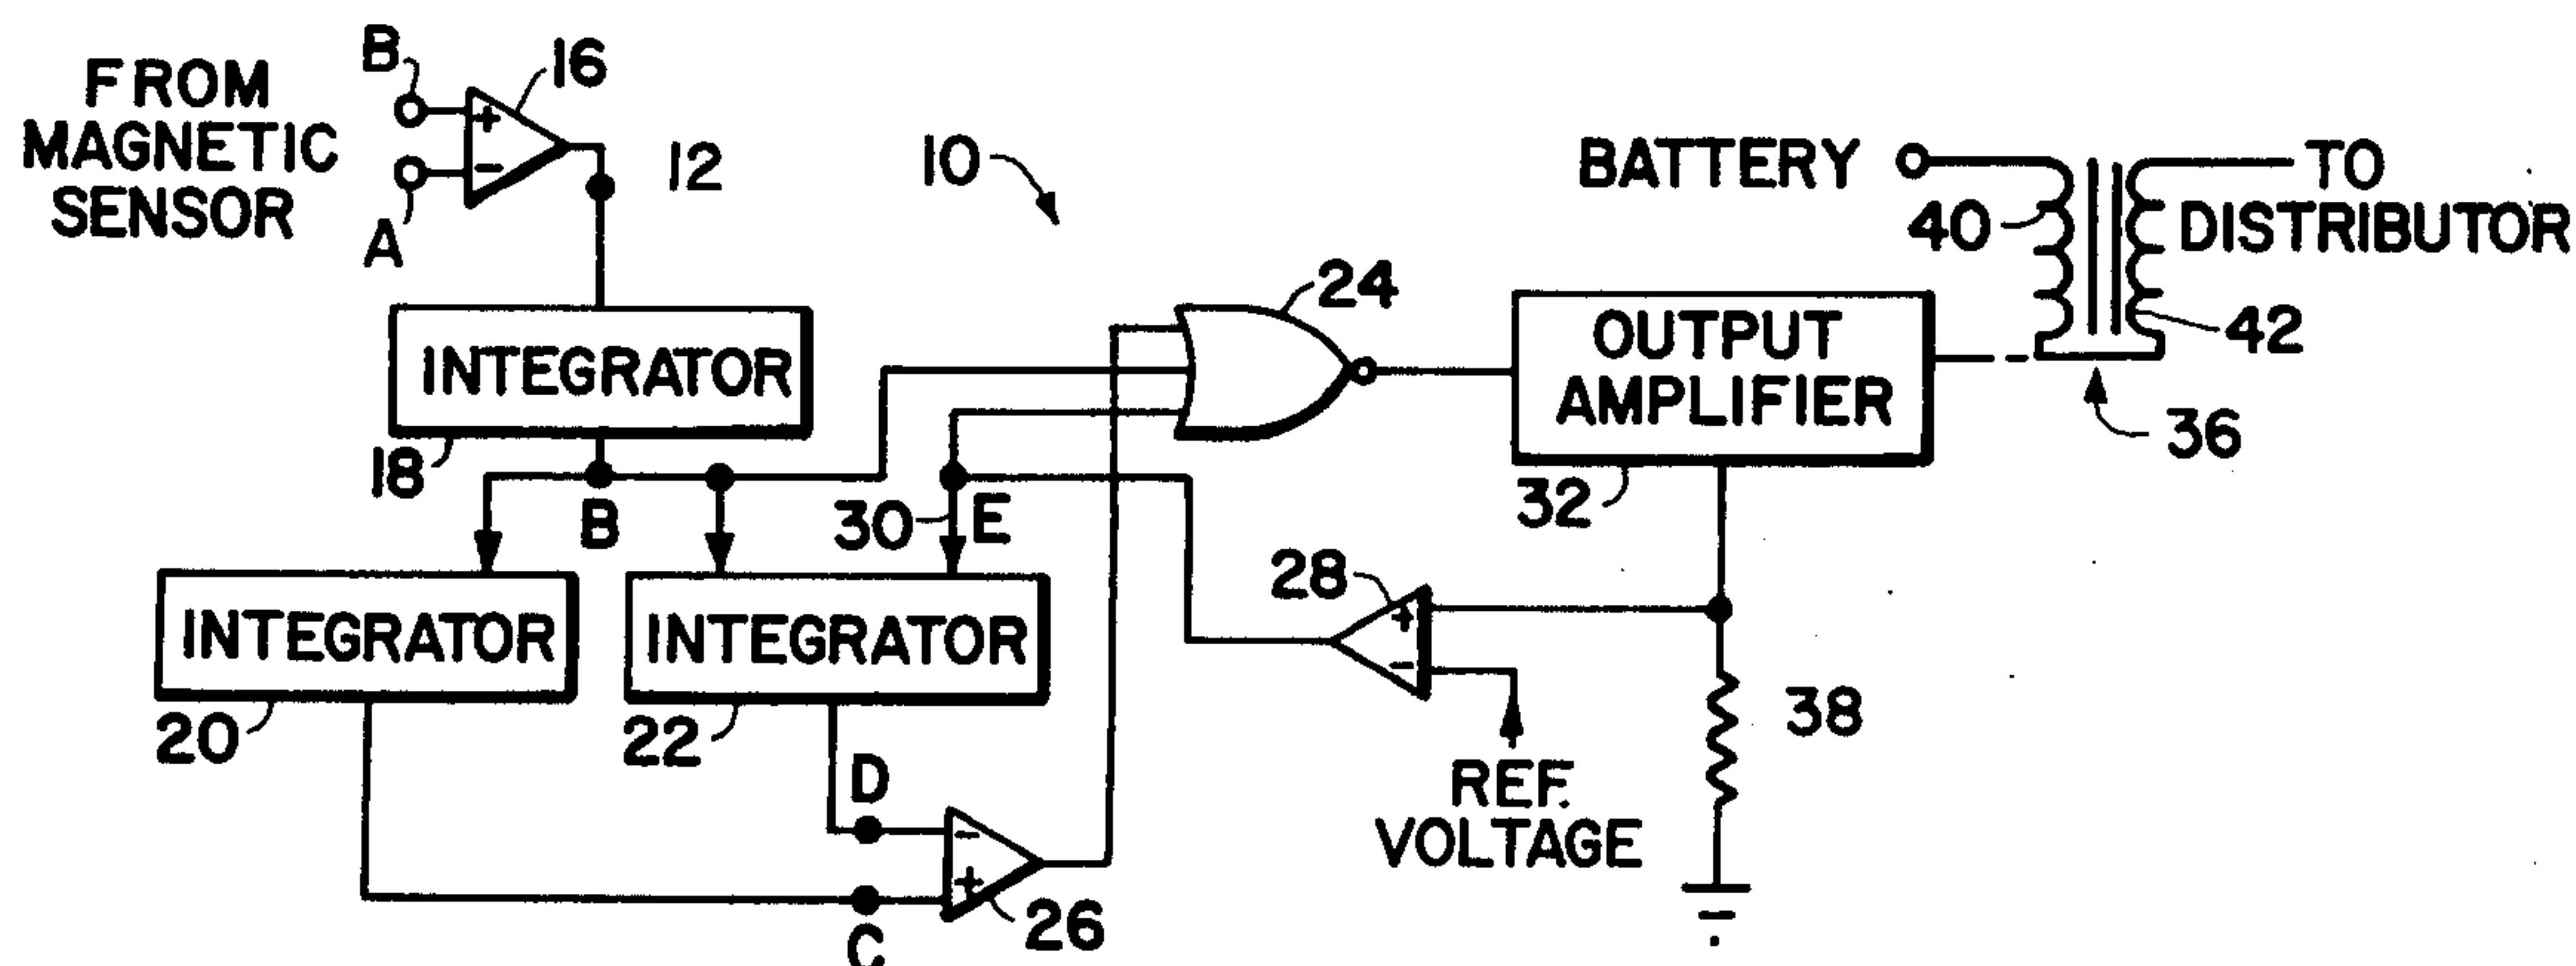 FROM
MAGNETIC
SENSOR
B
A
+
−
16
12
10
BATTERY
40
TO
DISTRIBUTOR
42
36
INTEGRATOR
18
B
24
OUTPUT
AMPLIFIER
32
30
E
28
+
−
REF.
VOLTAGE
38
INTEGRATOR
20
INTEGRATOR
22
D
C
−
+
26